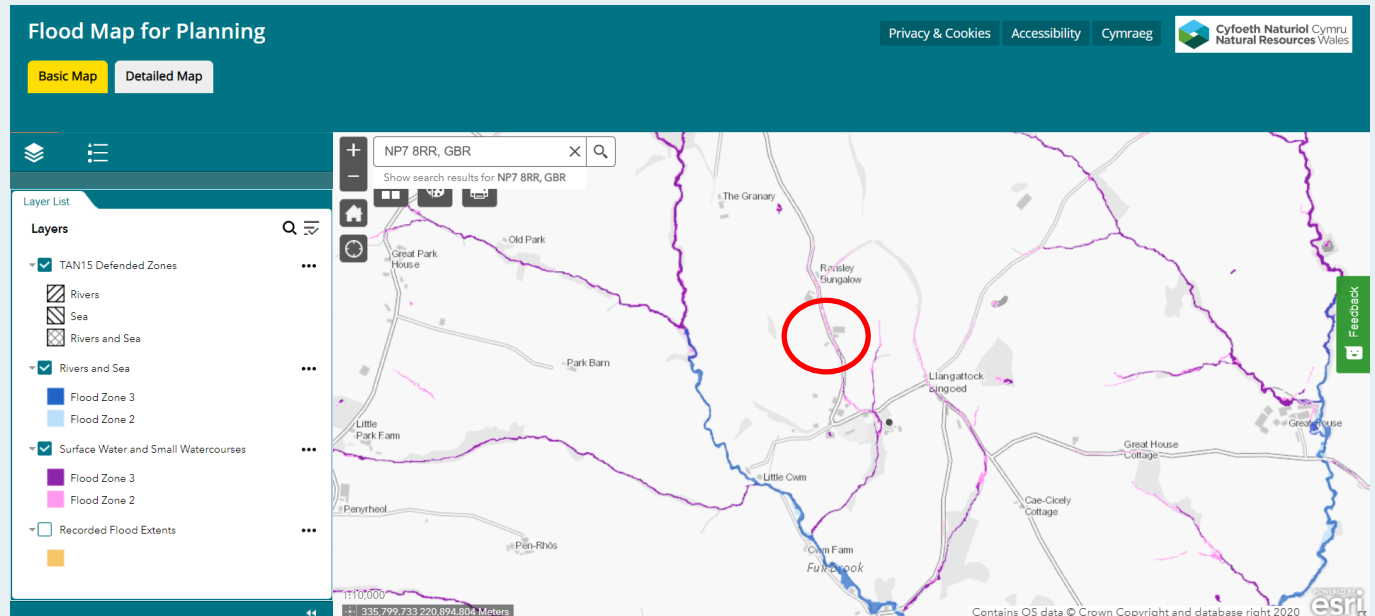 Flood Map for Planning
Privacy & Cookies
Accessibility
Cymraeg
Cyfoeth Naturiol Cymru
Natural Resources Wales
Basic Map
Detailed Map
+
NP7 8RR, GBR
−
Show search results for NP7 8RR, GBR
Layer List
Layers
TAN15 Defended Zones
Rivers
Sea
Rivers and Sea
Rivers and Sea
Flood Zone 3
Flood Zone 2
Surface Water and Small Watercourses
Flood Zone 3
Flood Zone 2
Recorded Flood Extents
The Granary
Old Park
Great Park
House
Ransley
Bungalow
Park Barn
Llangattock
Lingoed
Little
Park Farm
Great House
Great House
Cottage
Little Cwm
Cae-Cicely
Cottage
Penyrheol
Pen-Rhôs
Cwm Farm
Full Brook
Feedback
1:10,000
335,799.733 220,894.804 Meters
Contains OS data © Crown Copyright and database right 2020
POWERED BY
esri